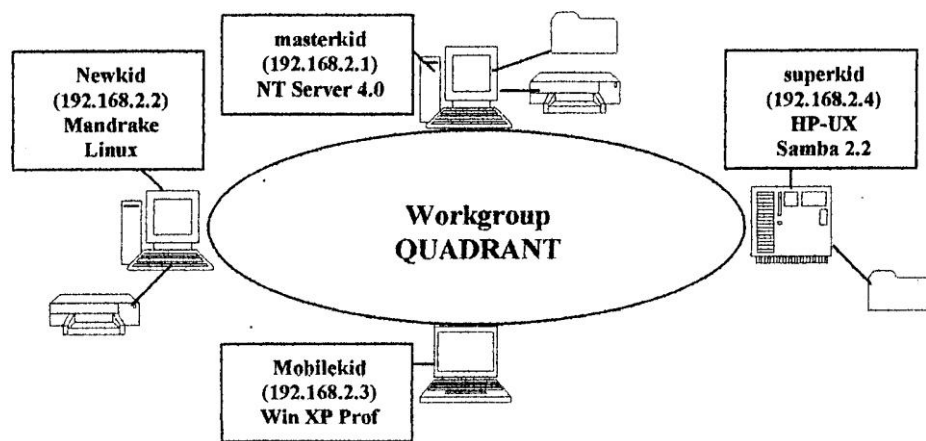 masterkid
(192.168.2.1)
NT Server 4.0
Newkid
(192.168.2.2)
Mandrake
Linux
superkid
(192.168.2.4)
HP-UX
Samba 2.2
Workgroup
QUADRANT
Mobilekid
(192.168.2.3)
Win XP Prof